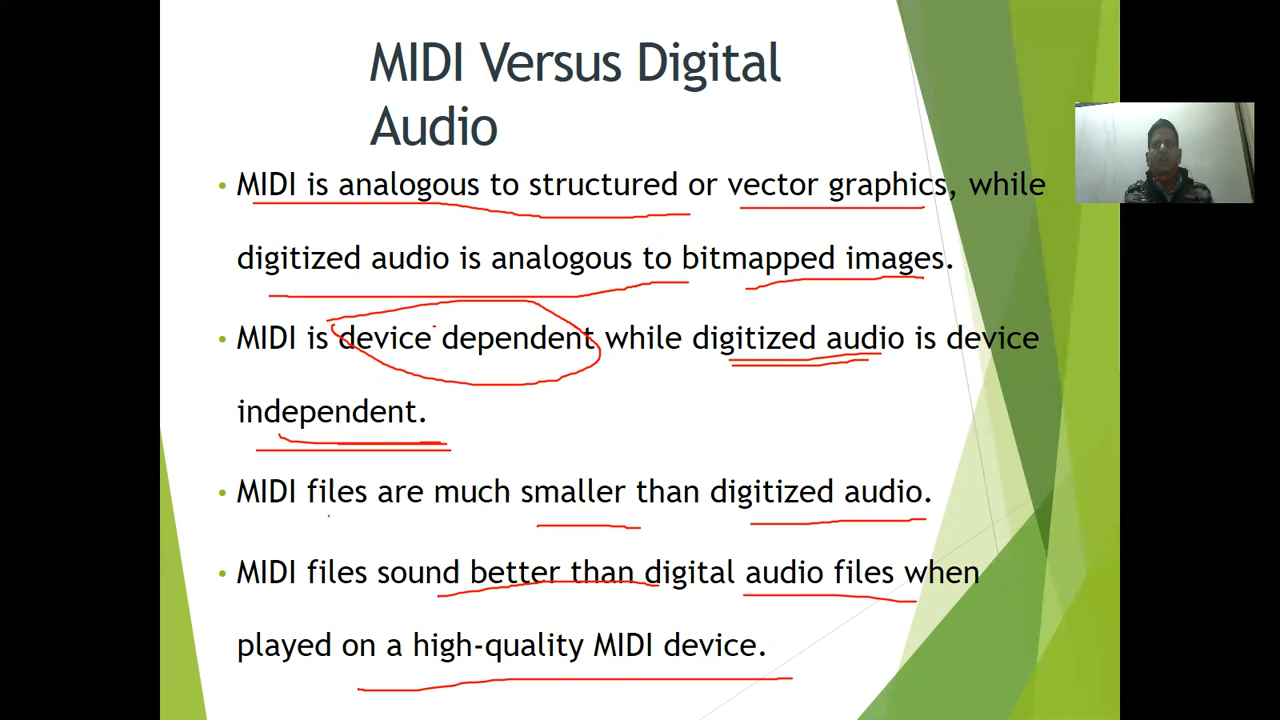 MIDI Versus Digital
Audio
• MIDI is analogous to structured or vector graphics, while
digitized audio is analogous to bitmapped images.
• MIDI is device dependent while digitized audio is device
independent.
• MIDI files are much smaller than digitized audio.
• MIDI files sound better than digital audio files when
played on a high-quality MIDI device.